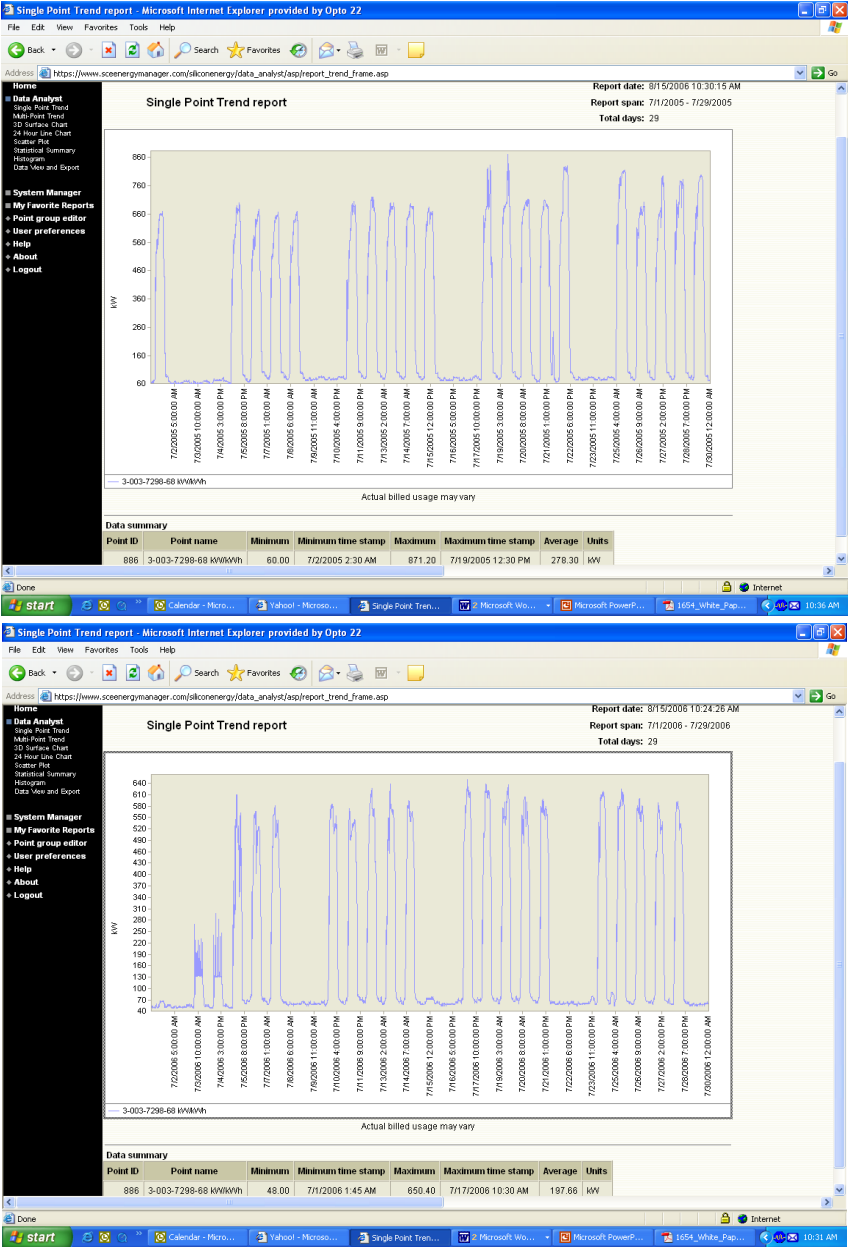 Single Point Trend report - Microsoft Internet Explorer provided by Opto 22
File Edit View Favorites Tools Help
Back Search Favorites
Address https://www.sceenergymanager.com/siliconenergy/data_analyst/asp/report_trend_frame.asp Go
Home
Data Analyst
Single Point Trend
Multi-Point Trend
3D Surface Chart
24 Hour Line Chart
Scatter Plot
Statistical Summary
Histogram
Data View and Export
System Manager
My Favorite Reports
Point group editor
User preferences
Help
About
Logout
Single Point Trend report
Report date: 8/15/2006 10:30:15 AM
Report span: 7/1/2005 - 7/29/2005
Total days: 29
860
760
660
560
460
360
260
160
60
kW
7/2/2005 5:00:00 AM
7/3/2005 10:00:00 AM
7/4/2005 3:00:00 PM
7/5/2005 8:00:00 PM
7/7/2005 1:00:00 AM
7/8/2005 6:00:00 AM
7/9/2005 11:00:00 AM
7/10/2005 4:00:00 PM
7/11/2005 9:00:00 PM
7/13/2005 2:00:00 AM
7/14/2005 7:00:00 AM
7/15/2005 12:00:00 PM
7/16/2005 5:00:00 PM
7/17/2005 10:00:00 PM
7/19/2005 3:00:00 AM
7/20/2005 8:00:00 AM
7/21/2005 1:00:00 PM
7/22/2005 6:00:00 PM
7/23/2005 11:00:00 PM
7/25/2005 4:00:00 AM
7/26/2005 9:00:00 AM
7/27/2005 2:00:00 PM
7/28/2005 7:00:00 PM
7/30/2005 12:00:00 AM
3-003-7298-68 kW/kWh
Actual billed usage may vary
Data summary
Point ID Point name Minimum Minimum time stamp Maximum Maximum time stamp Average Units
886 3-003-7298-68 kW/kWh 60.00 7/2/2005 2:30 AM 871.20 7/19/2005 12:30 PM 278.30 kW
Done Internet
start Calendar - Micro... Yahoo! - Microso... Single Point Tren... 2 Microsoft Wo... Microsoft PowerP... 1654_White_Pap... 10:36 AM
Single Point Trend report - Microsoft Internet Explorer provided by Opto 22
File Edit View Favorites Tools Help
Back Search Favorites
Address https://www.sceenergymanager.com/siliconenergy/data_analyst/asp/report_trend_frame.asp Go
Home
Data Analyst
Single Point Trend
Multi-Point Trend
3D Surface Chart
24 Hour Line Chart
Scatter Plot
Statistical Summary
Histogram
Data View and Export
System Manager
My Favorite Reports
Point group editor
User preferences
Help
About
Logout
Single Point Trend report
Report date: 8/15/2006 10:24:26 AM
Report span: 7/1/2006 - 7/29/2006
Total days: 29
640
610
580
550
520
490
460
430
400
370
340
310
280
250
220
190
160
130
100
70
40
kW
7/2/2006 5:00:00 AM
7/3/2006 10:00:00 AM
7/4/2006 3:00:00 PM
7/5/2006 8:00:00 PM
7/7/2006 1:00:00 AM
7/8/2006 6:00:00 AM
7/9/2006 11:00:00 AM
7/10/2006 4:00:00 PM
7/11/2006 9:00:00 PM
7/13/2006 2:00:00 AM
7/14/2006 7:00:00 AM
7/15/2006 12:00:00 PM
7/16/2006 5:00:00 PM
7/17/2006 10:00:00 PM
7/19/2006 3:00:00 AM
7/20/2006 8:00:00 AM
7/21/2006 1:00:00 PM
7/22/2006 6:00:00 PM
7/23/2006 11:00:00 PM
7/25/2006 4:00:00 AM
7/26/2006 9:00:00 AM
7/27/2006 2:00:00 PM
7/28/2006 7:00:00 PM
7/30/2006 12:00:00 AM
3-003-7298-68 kW/kWh
Actual billed usage may vary
Data summary
Point ID Point name Minimum Minimum time stamp Maximum Maximum time stamp Average Units
886 3-003-7298-68 kW/kWh 48.00 7/1/2006 1:45 AM 650.40 7/17/2006 10:30 AM 197.66 kW
Done Internet
start Calendar - Micro... Yahoo! - Microso... Single Point Tren... 2 Microsoft Wo... Microsoft PowerP... 1654_White_Pap... 10:31 AM